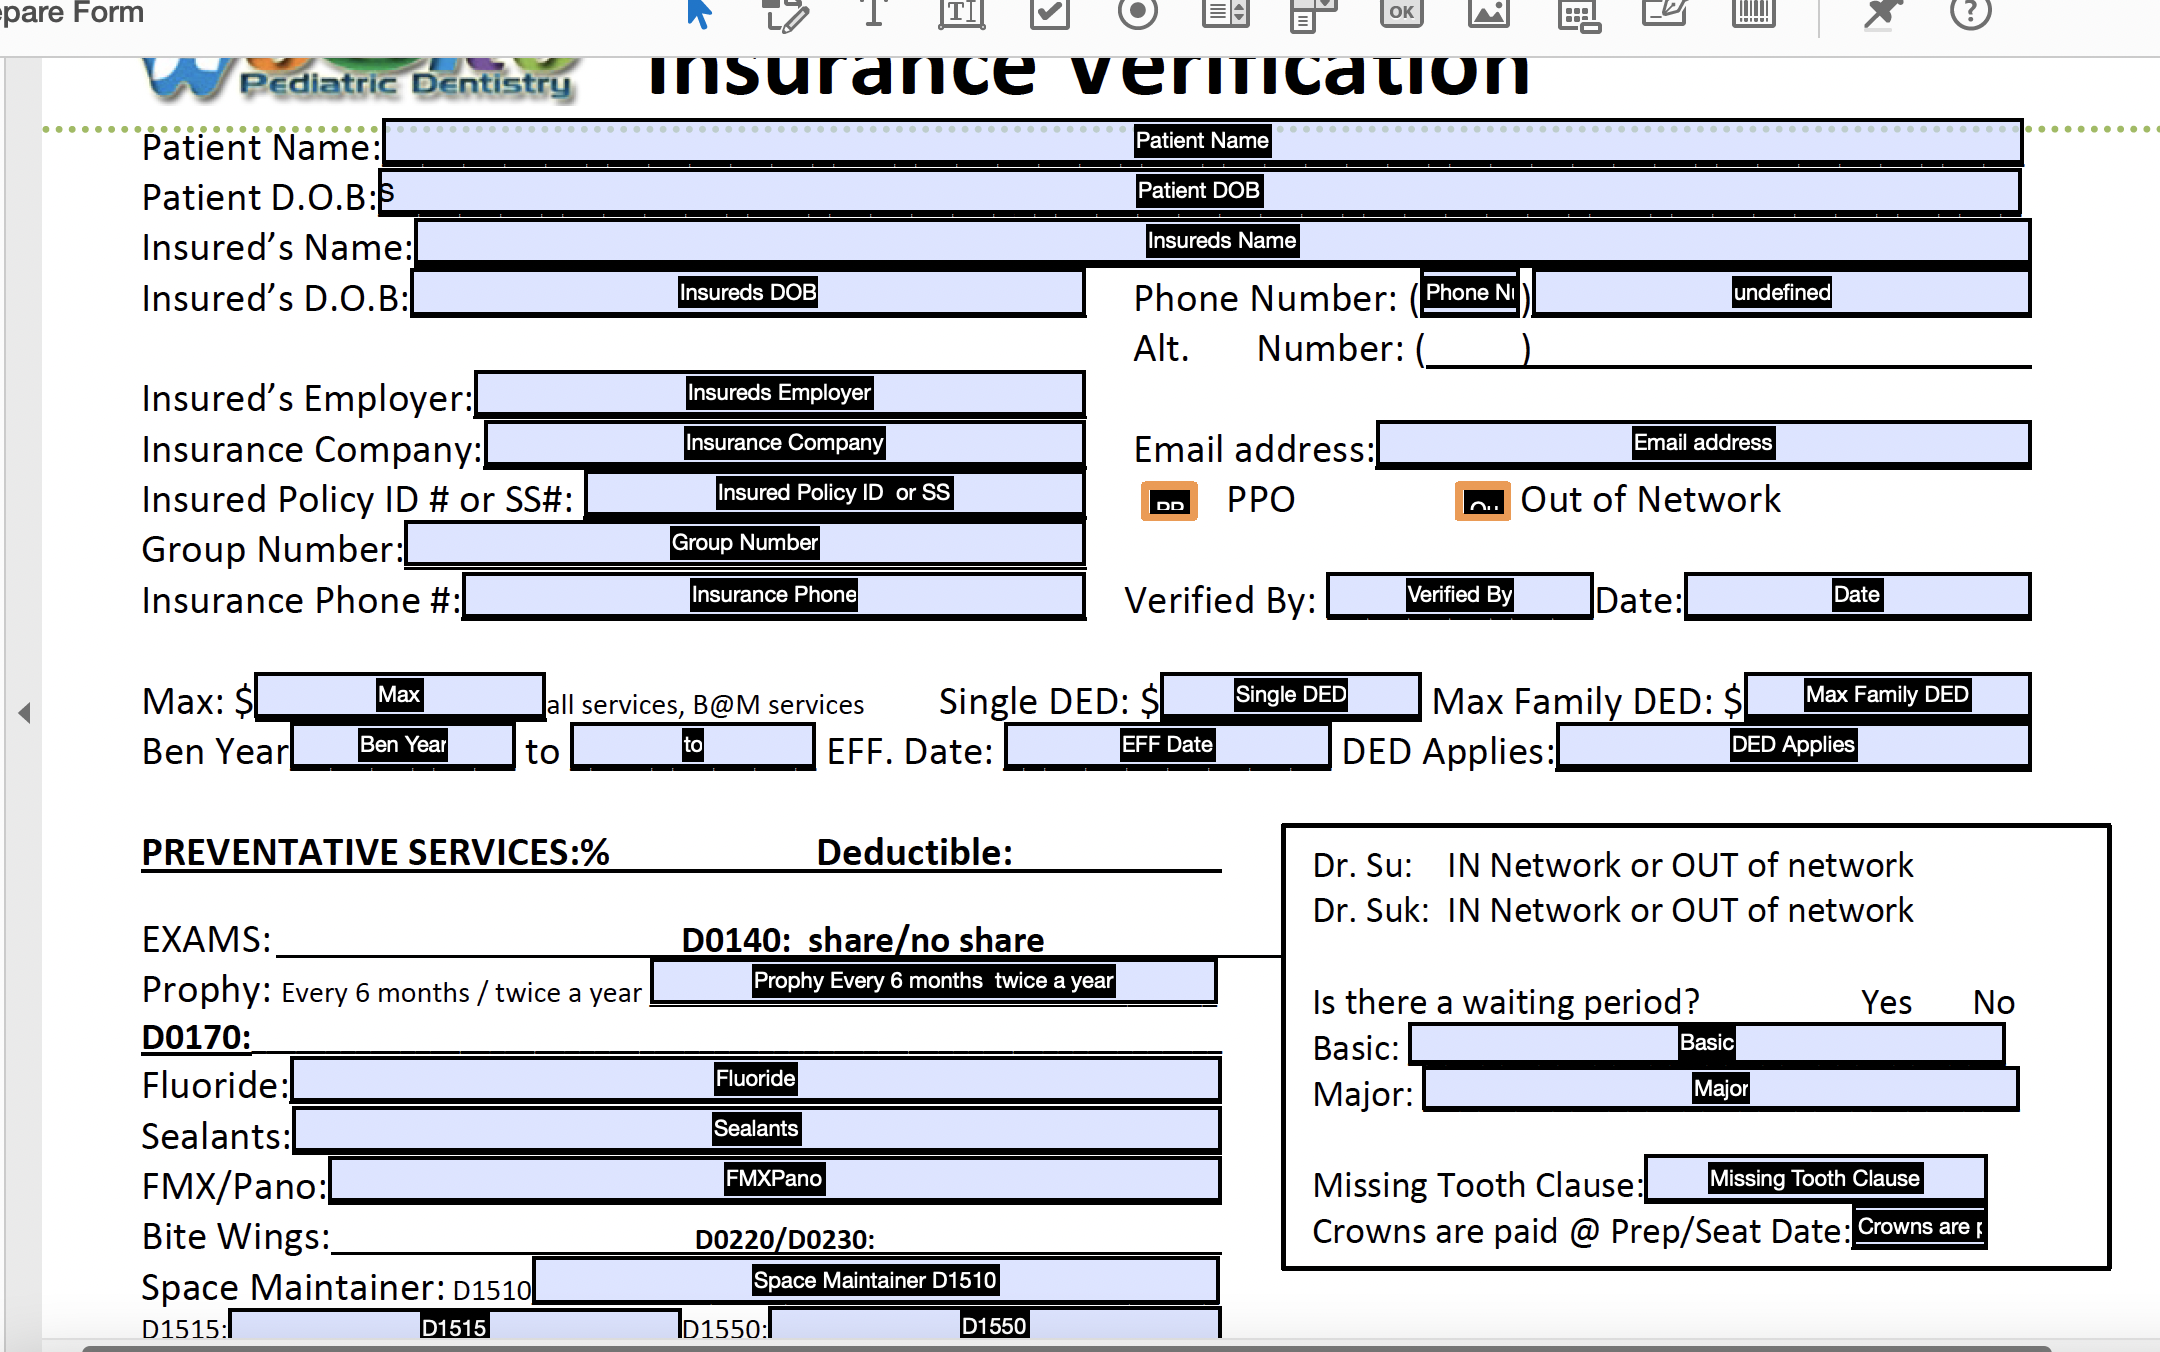 epare Form
OK
Pediatric Dentistry
Insurance Verification
Patient Name: Patient Name
Patient D.O.B:s Patient DOB
Insured's Name: Insureds Name
Insured's D.O.B: Insureds DOB Phone Number: (Phone Nu) undefined
Alt. Number: ( )
Insured's Employer: Insureds Employer
Insurance Company: Insurance Company Email address: Email address
Insured Policy ID # or SS#: Insured Policy ID or SS PP PPO Ou Out of Network
Group Number: Group Number
Insurance Phone #: Insurance Phone Verified By: Verified By Date: Date
Max: $ Max all services, B@M services Single DED: $ Single DED Max Family DED: $ Max Family DED
Ben Year Ben Year to to EFF. Date: EFF Date DED Applies: DED Applies
PREVENTATIVE SERVICES:% Deductible:
EXAMS: D0140: share/no share
Prophy: Every 6 months / twice a year Prophy Every 6 months twice a year
D0170:
Fluoride: Fluoride
Sealants: Sealants
FMX/Pano: FMXPano
Bite Wings: D0220/D0230:
Space Maintainer: D1510 Space Maintainer D1510
D1515: D1515 D1550: D1550
Dr. Su: IN Network or OUT of network
Dr. Suk: IN Network or OUT of network
Is there a waiting period? Yes No
Basic: Basic
Major: Major
Missing Tooth Clause: Missing Tooth Clause
Crowns are paid @ Prep/Seat Date: Crowns are p